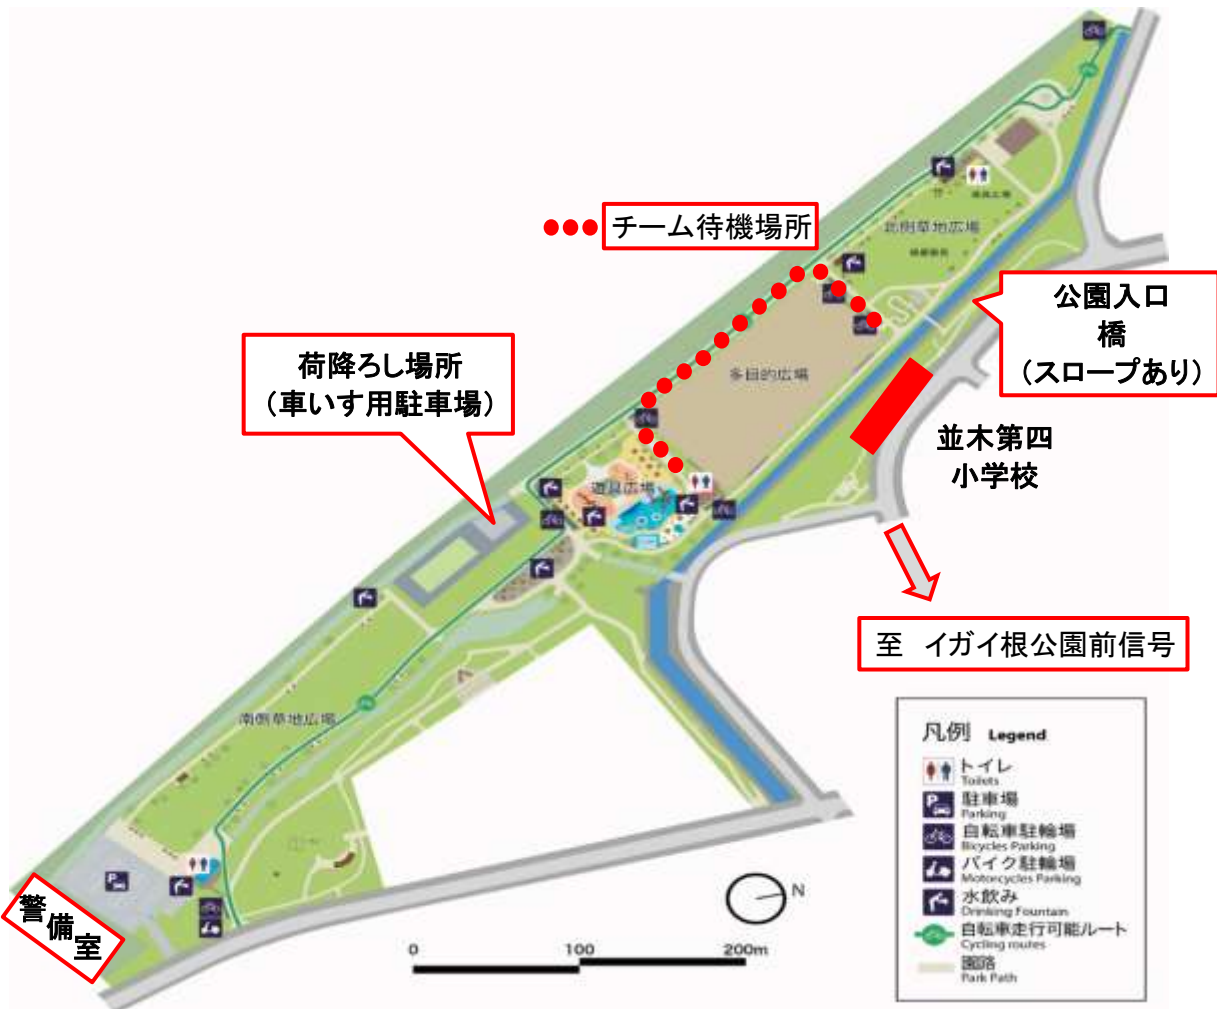 チーム待機場所
北側草地広場
公園入口
橋
(スロープあり)
荷降ろし場所
(車いす用駐車場)
多目的広場
並木第四
小学校
遊具広場
至 イガイ根公園前信号
南側草地広場
警備室
N
0 100 200m
凡例 Legend
トイレ
Toilets
駐車場
Parking
自転車駐輪場
Bicycles Parking
バイク駐輪場
Motorcycles Parking
水飲み
Drinking Fountain
自転車走行可能ルート
Cycling routes
園路
Park Path